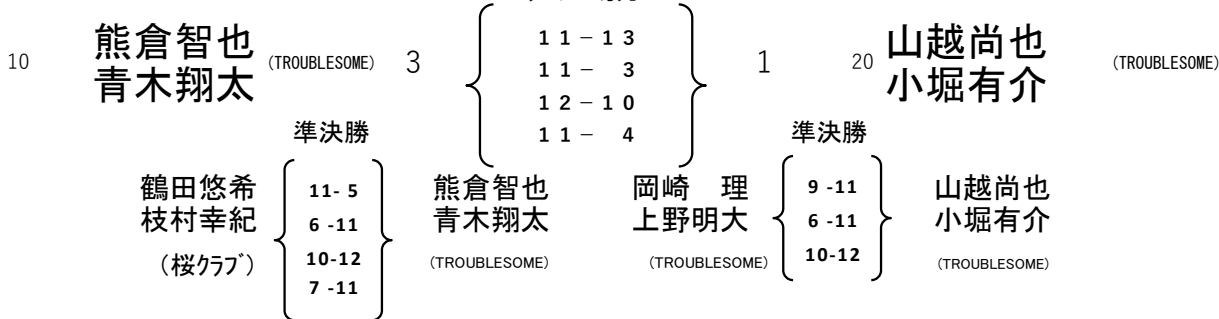 10 熊倉智也 青木翔太 (TROUBLESOME) 3
11-13
11- 3
12-10
11- 4
1 20 山越尚也 小堀有介 (TROUBLESOME)
準決勝
鶴田悠希
枝村幸紀
(桜クラブ)
11- 5
6 -11
10-12
7 -11
熊倉智也
青木翔太
(TROUBLESOME)
準決勝
岡崎 理
上野明大
(TROUBLESOME)
9 -11
6 -11
10-12
山越尚也
小堀有介
(TROUBLESOME)